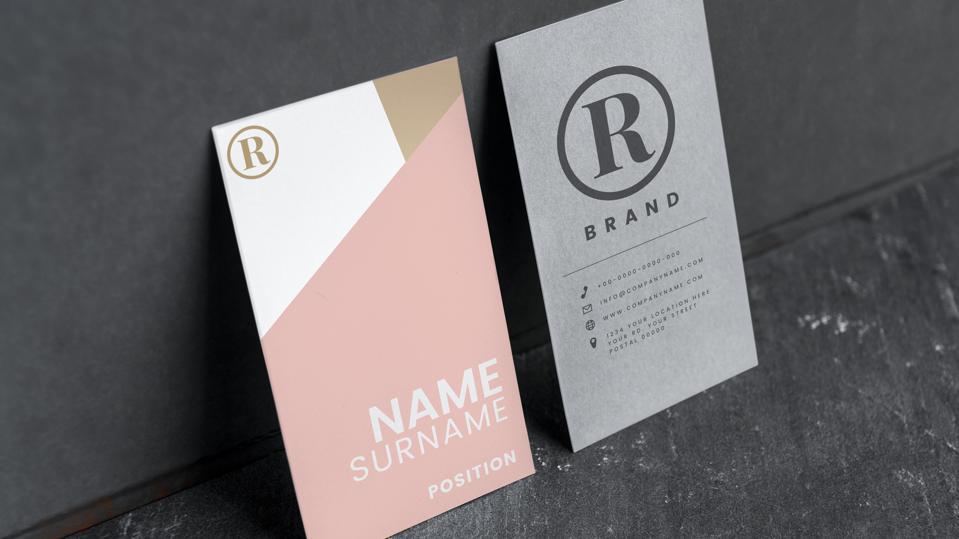 R
NAME
SURNAME
POSITION
R
BRAND
+00-0000-0000-000
INFO@COMPANYNAME.COM
WWW.COMPANYNAME.COM
1234 YOUR LOCATION HERE
YOUR RD. YOUR STREET
POSTAL 00000